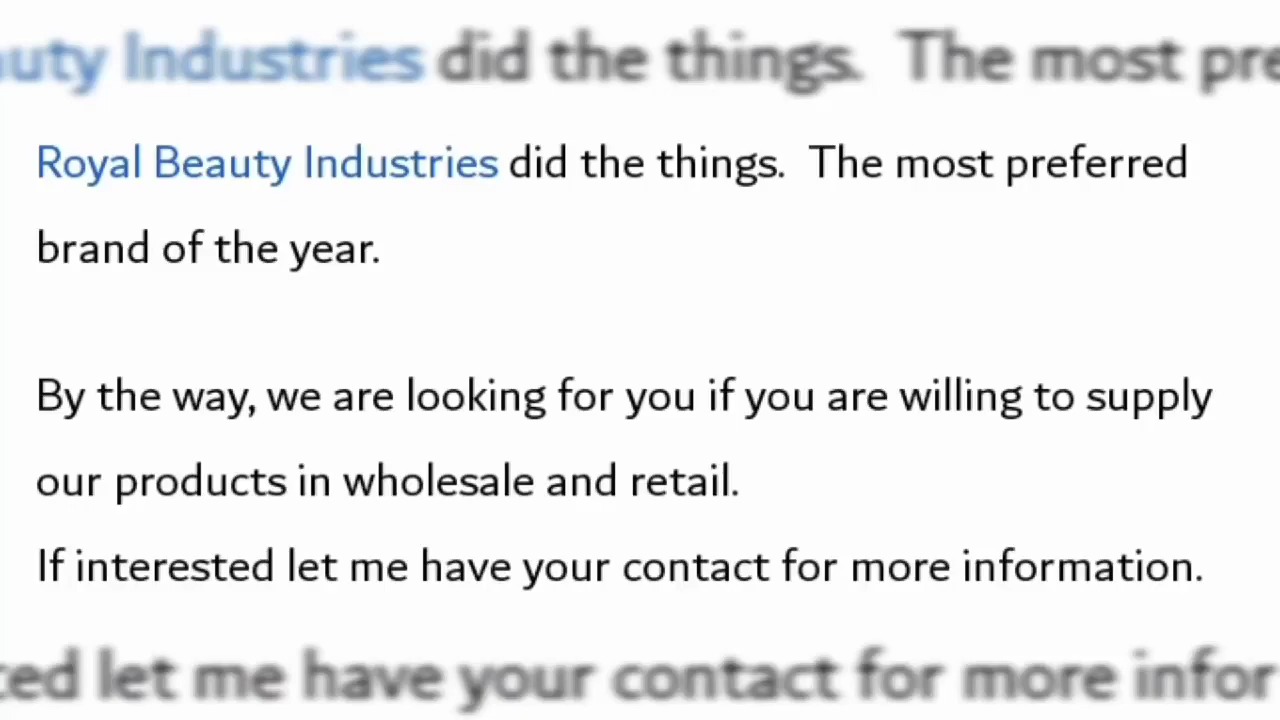 auty Industries did the things.  The most pre
Royal Beauty Industries did the things.  The most preferred
brand of the year.
By the way, we are looking for you if you are willing to supply
our products in wholesale and retail.
If interested let me have your contact for more information.
ted let me have your contact for more infor